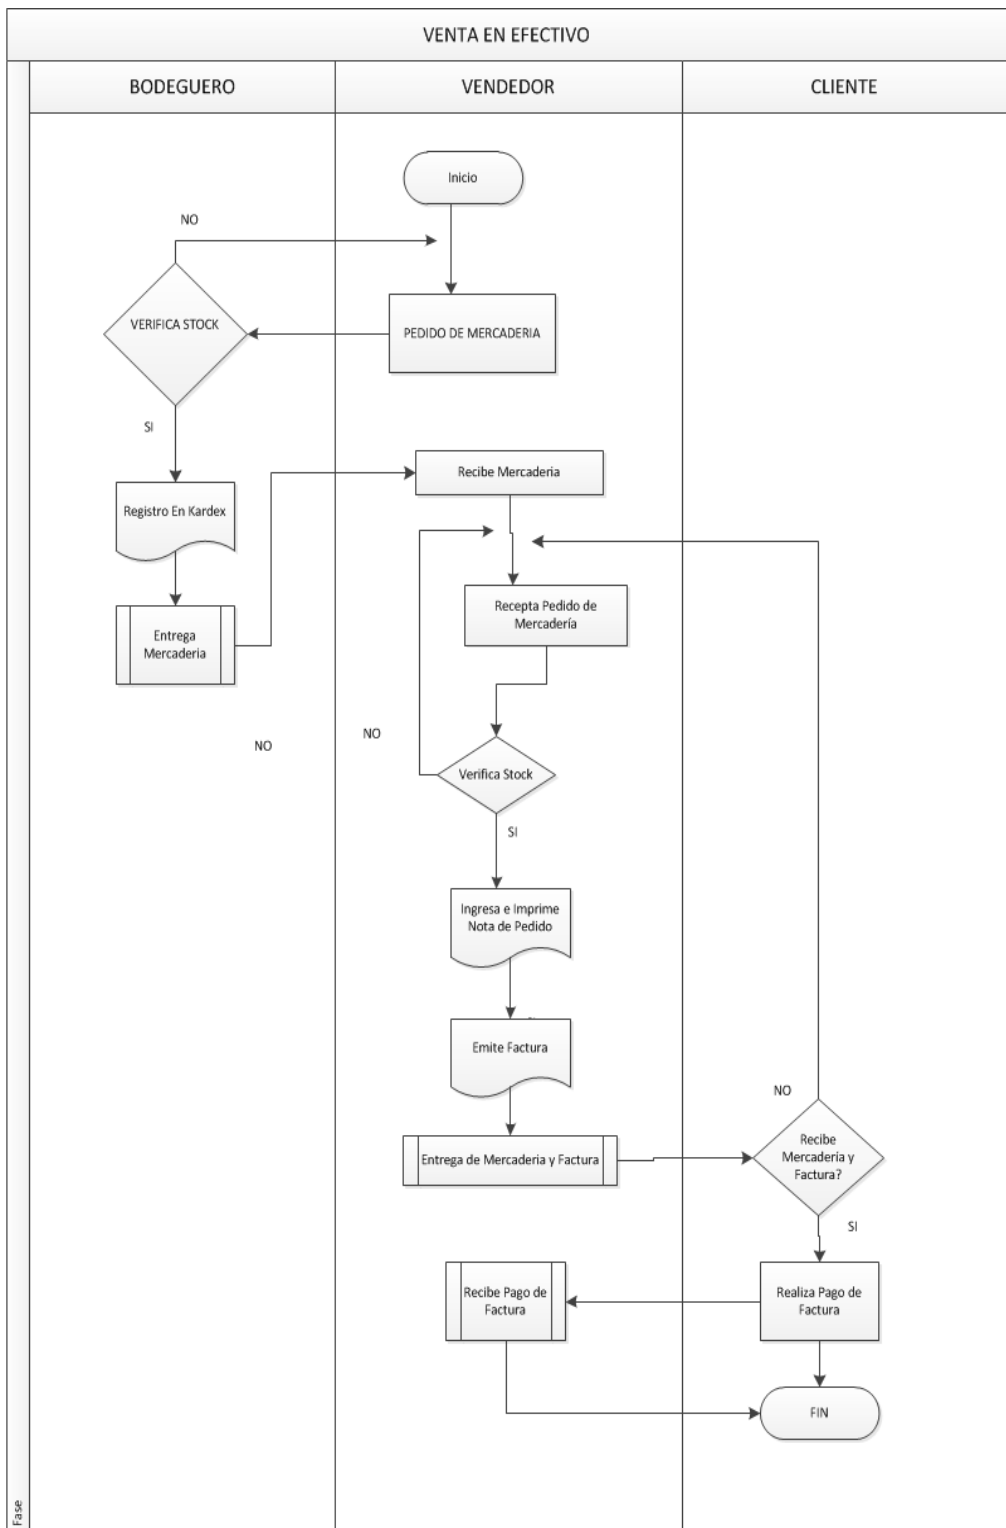 VENTA EN EFECTIVO
BODEGUERO
VENDEDOR
CLIENTE
Inicio
NO
VERIFICA STOCK
PEDIDO DE MERCADERIA
SI
Recibe Mercaderia
Registro En Kardex
Recepta Pedido de
Mercadería
Entrega
Mercaderia
NO
NO
Verifica Stock
SI
Ingresa e Imprime
Nota de Pedido
Emite Factura
NO
Recibe
Mercadería y
Factura?
Entrega de Mercaderia y Factura
SI
Recibe Pago de
Factura
Realiza Pago de
Factura
FIN
Fase